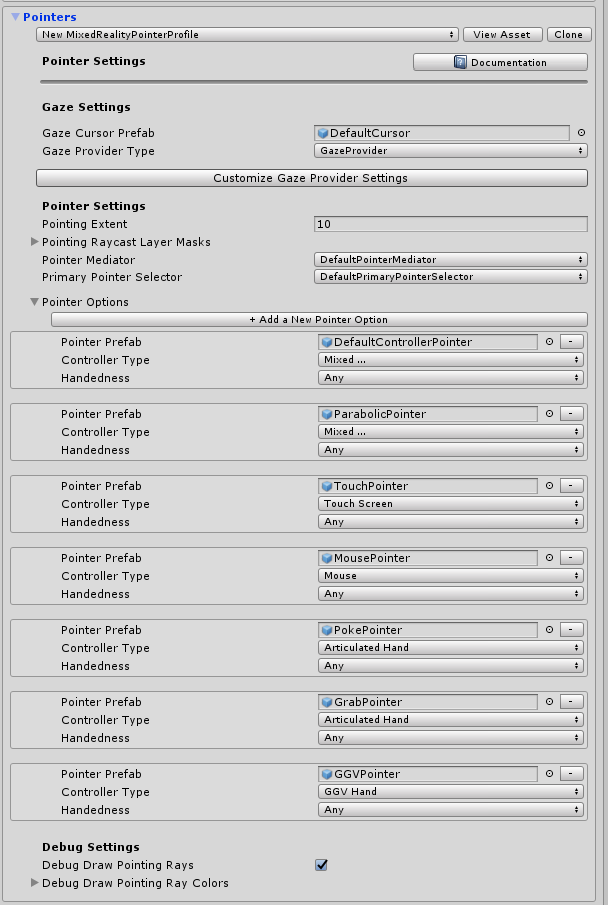 Pointers
New MixedRealityPointerProfile View Asset Clone
Pointer Settings Documentation
Gaze Settings
Gaze Cursor Prefab DefaultCursor
Gaze Provider Type GazeProvider
Customize Gaze Provider Settings
Pointer Settings
Pointing Extent 10
Pointing Raycast Layer Masks
Pointer Mediator DefaultPointerMediator
Primary Pointer Selector DefaultPrimaryPointerSelector
Pointer Options
+ Add a New Pointer Option
Pointer Prefab DefaultControllerPointer -
Controller Type Mixed ...
Handedness Any
Pointer Prefab ParabolicPointer -
Controller Type Mixed ...
Handedness Any
Pointer Prefab TouchPointer -
Controller Type Touch Screen
Handedness Any
Pointer Prefab MousePointer -
Controller Type Mouse
Handedness Any
Pointer Prefab PokePointer -
Controller Type Articulated Hand
Handedness Any
Pointer Prefab GrabPointer -
Controller Type Articulated Hand
Handedness Any
Pointer Prefab GGVPointer -
Controller Type GGV Hand
Handedness Any
Debug Settings
Debug Draw Pointing Rays
Debug Draw Pointing Ray Colors